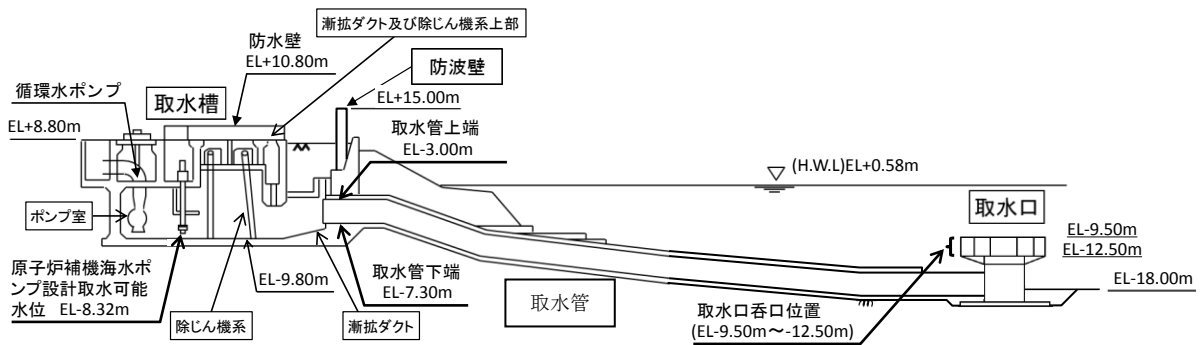 漸拡ダクト及び除じん機系上部
防水壁
EL+10.80m
防波壁
循環水ポンプ
取水槽
EL+15.00m
EL+8.80m
取水管上端
EL-3.00m
(H.W.L)EL+0.58m
ポンプ室
取水口
EL-9.50m
EL-12.50m
原子炉補機海水ポ
ンプ設計取水可能
水位 EL-8.32m
EL-9.80m
取水管下端
EL-7.30m
取水管
EL-18.00m
取水口呑口位置
(EL-9.50m～-12.50m)
除じん機系
漸拡ダクト